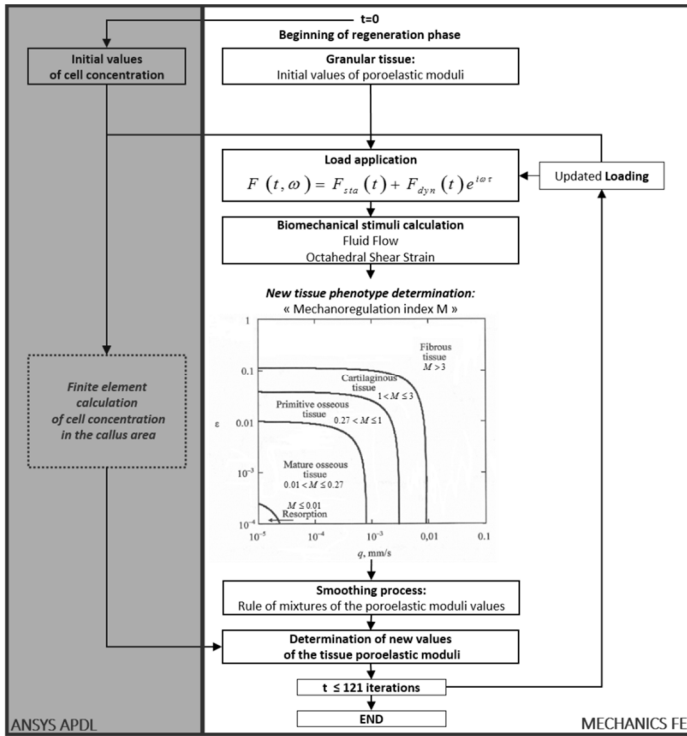 t=0
Beginning of regeneration phase
Initial values
of cell concentration
Granular tissue:
Initial values of poroelastic moduli
Load application
F (t, ω) = F_sta (t) + F_dyn (t) e^{iωτ}
Updated Loading
Biomechanical stimuli calculation
Fluid Flow
Octahedral Shear Strain
New tissue phenotype determination:
« Mechanoregulation index M »
Finite element
calculation
of cell concentration
in the callus area
1
0.1
0.01
10⁻³
10⁻⁴
ε
Fibrous
tissue
M > 3
Cartilaginous
tissue
1 < M ≤ 3
Primitive osseous
tissue
0.27 < M ≤ 1
Mature osseous
tissue
0.01 < M ≤ 0.27
M ≤ 0.01
Resorption
10⁻⁵
10⁻⁴
10⁻³
0,01
0.1
q, mm/s
Smoothing process:
Rule of mixtures of the poroelastic moduli values
Determination of new values
of the tissue poroelastic moduli
t ≤ 121 iterations
END
ANSYS APDL
MECHANICS FE